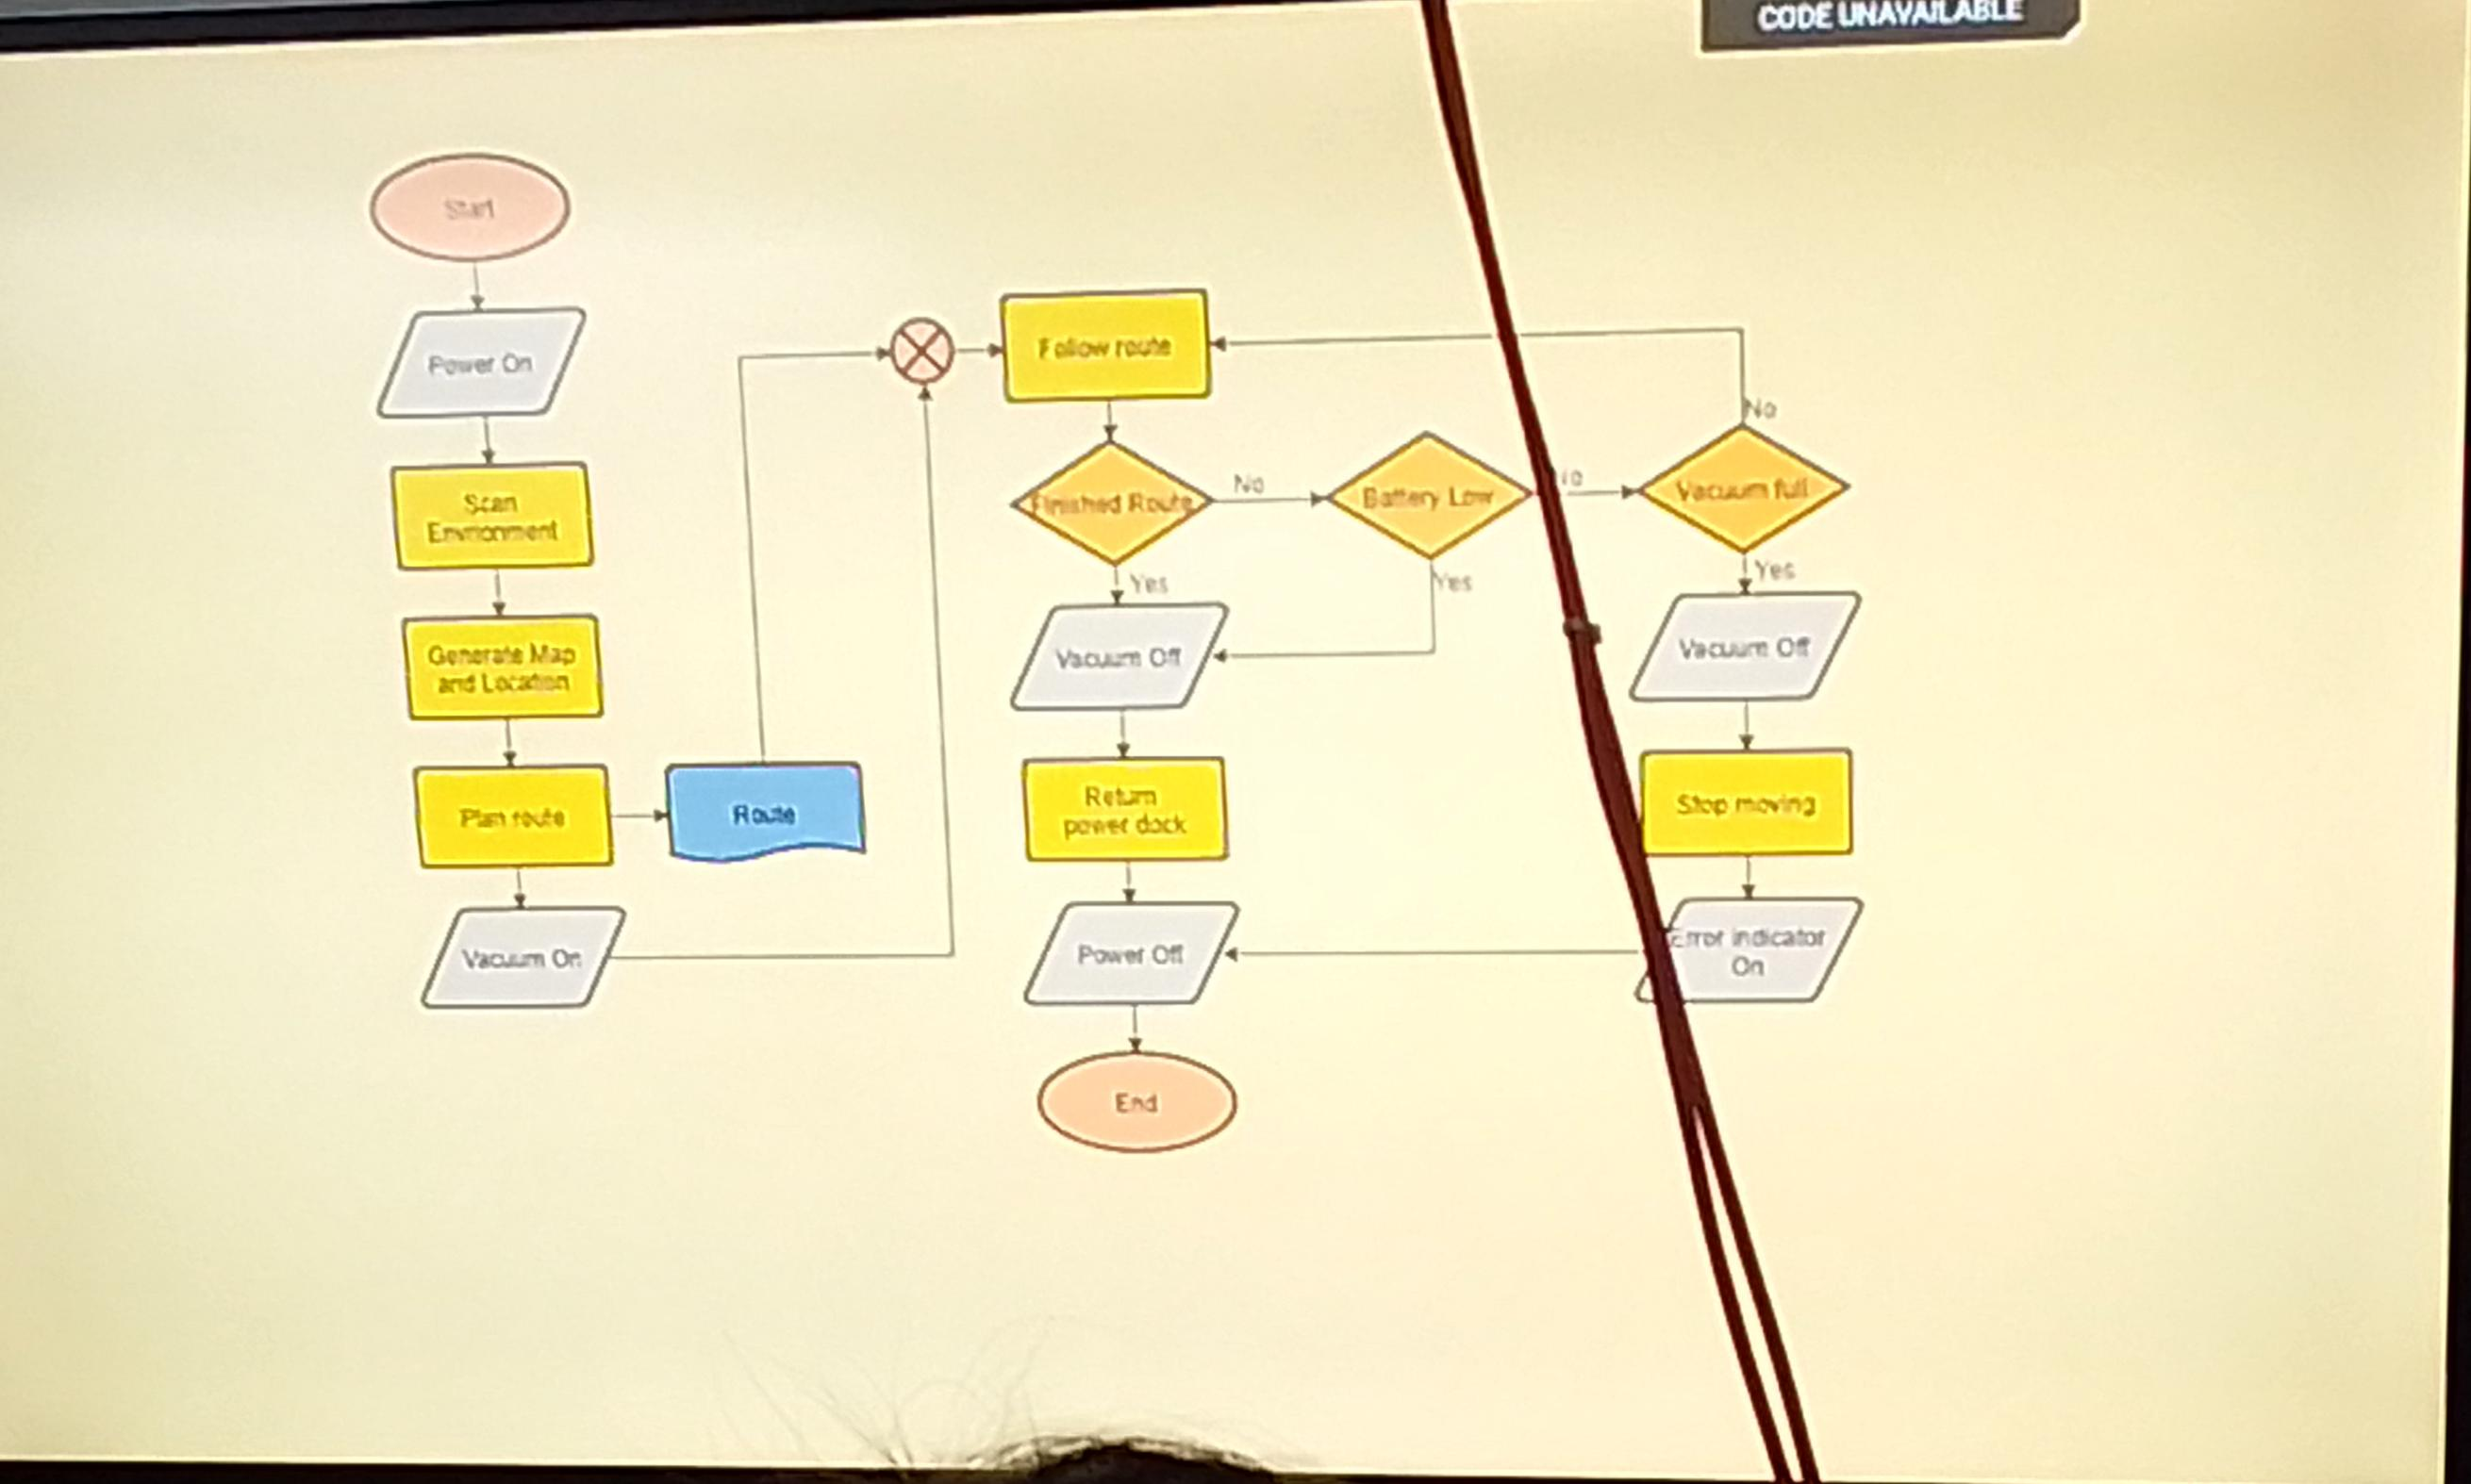 CODE UNAVAILABLE
Start
Power On
Scan
Environment
Generate Map
and Location
Plan route
Route
Vacuum On
Follow route
Finished Route
No
Yes
Battery Low
No
Yes
Vacuum full
No
Yes
Vacuum Off
Return
power dock
Power Off
End
Vacuum Off
Stop moving
Error indicator
On